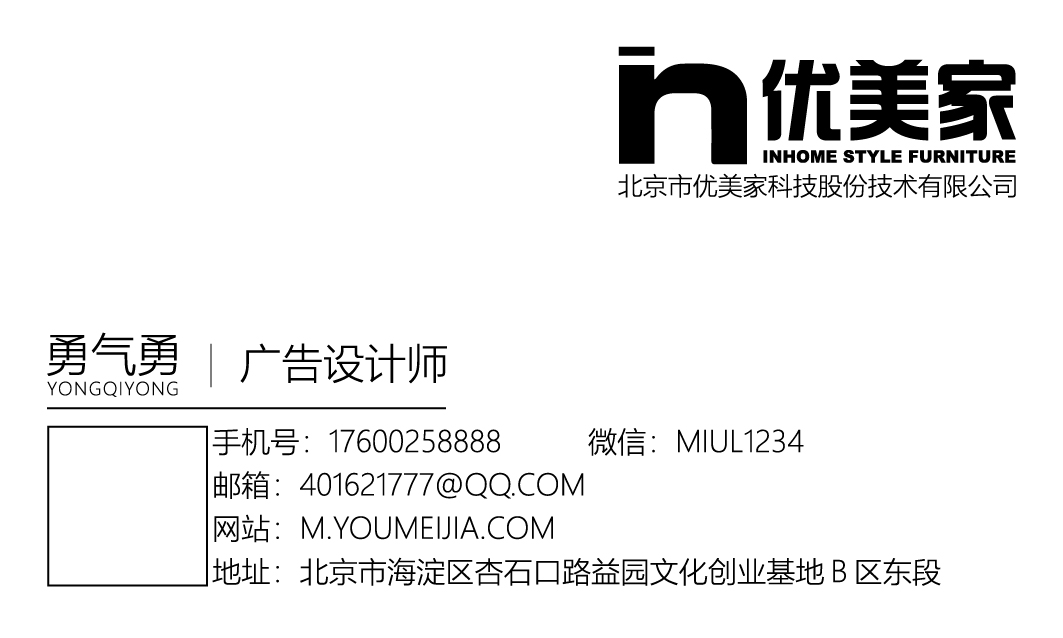 in 优美家
INHOME STYLE FURNITURE
北京市优美家科技股份技术有限公司
勇气勇 | 广告设计师
YONGQIYONG
手机号：17600258888 微信：MIUL1234
邮箱：401621777@QQ.COM
网站：M.YOUMEIJIA.COM
地址：北京市海淀区杏石口路益园文化创业基地 B 区东段